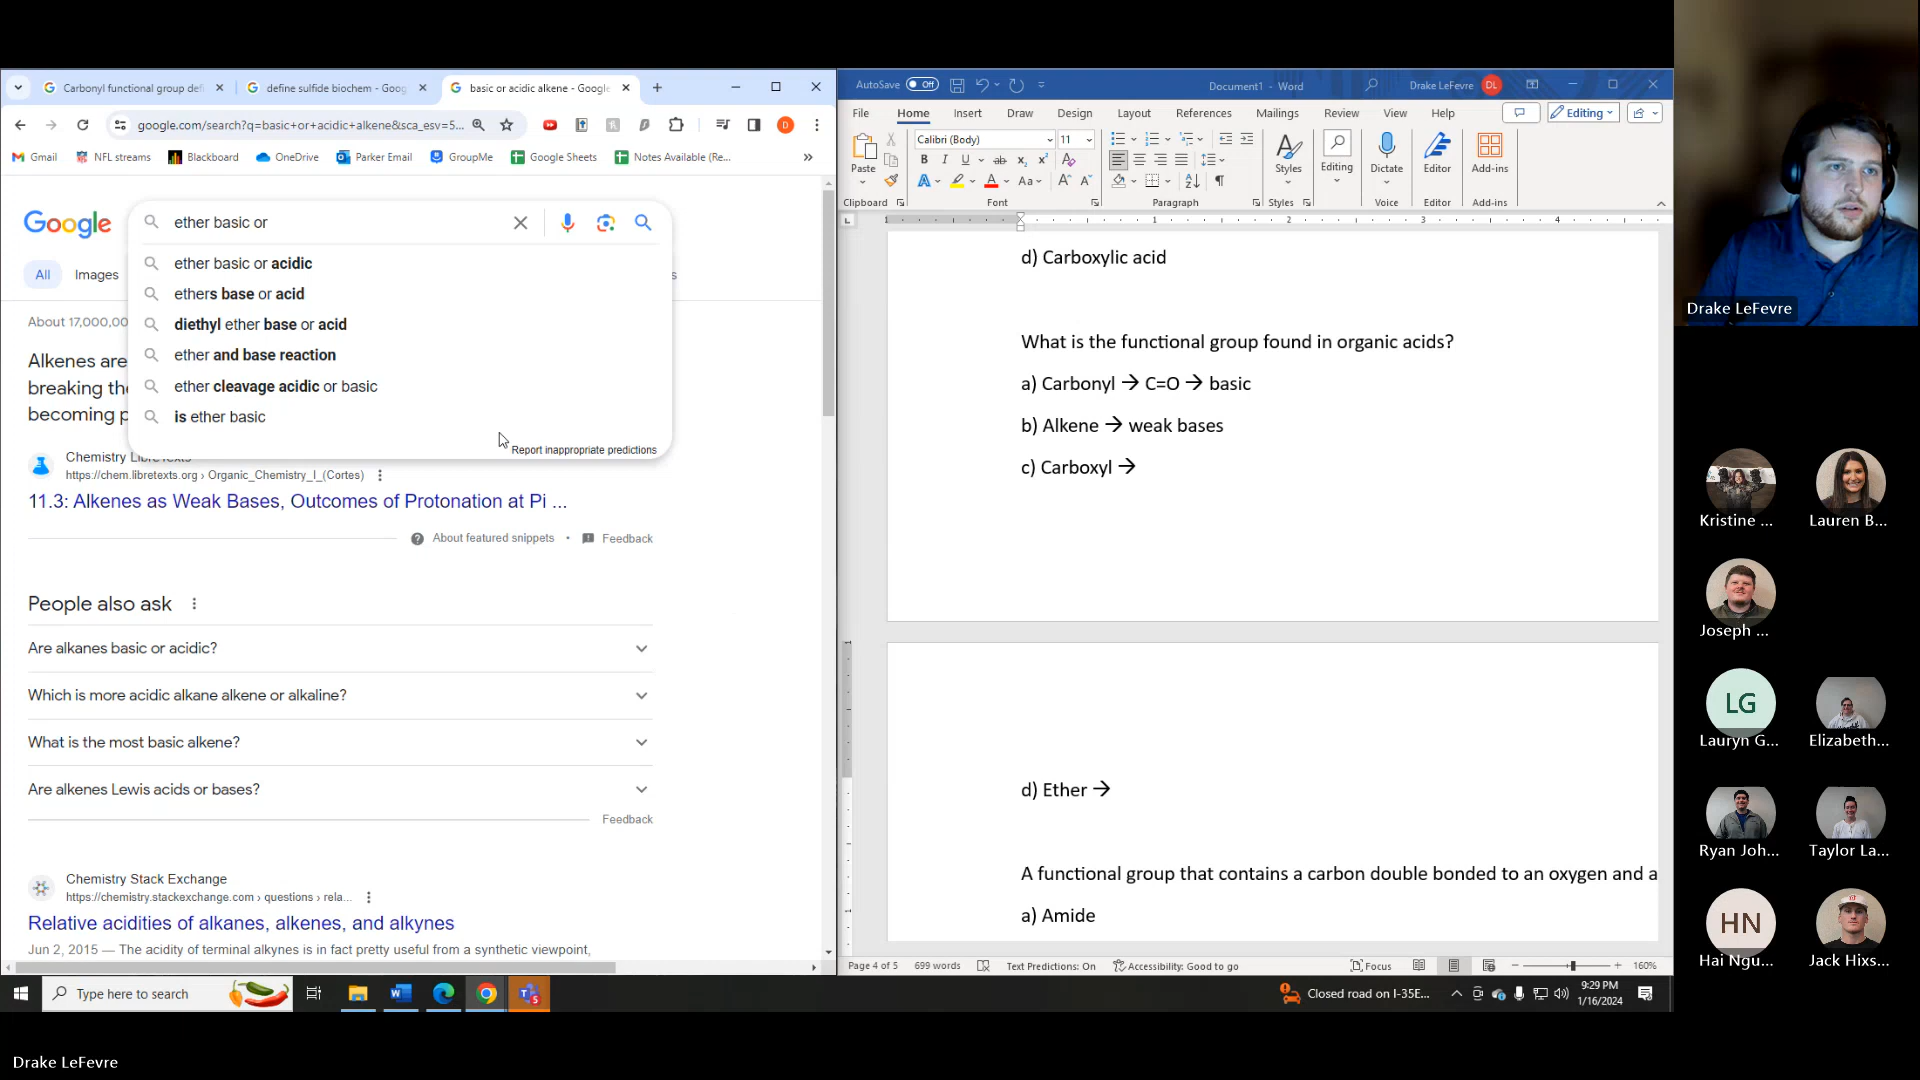 Carbonyl functional group def
define sulfide biochem - Goog
basic or acidic alkene - Google
google.com/search?q=basic+or+acidic+alkene&sca_esv=5...
Gmail
NFL streams
Blackboard
OneDrive
Parker Email
GroupMe
Google Sheets
Notes Available (Re...
Google
ether basic or
All
Images
ether basic or acidic
ethers base or acid
diethyl ether base or acid
ether and base reaction
ether cleavage acidic or basic
is ether basic
Report inappropriate predictions
About 17,000,00
Alkenes are
breaking the
becoming p
Chemistry LibreTexts
https://chem.libretexts.org › Organic_Chemistry_I_(Cortes)
11.3: Alkenes as Weak Bases, Outcomes of Protonation at Pi ...
About featured snippets
Feedback
People also ask
Are alkanes basic or acidic?
Which is more acidic alkane alkene or alkaline?
What is the most basic alkene?
Are alkenes Lewis acids or bases?
Feedback
Chemistry Stack Exchange
https://chemistry.stackexchange.com › questions › rela...
Relative acidities of alkanes, alkenes, and alkynes
Jun 2, 2015 — The acidity of terminal alkynes is in fact pretty useful from a synthetic viewpoint,
AutoSave
Off
Document1 - Word
Drake LeFevre
DL
File
Home
Insert
Draw
Design
Layout
References
Mailings
Review
View
Help
Editing
Paste
Calibri (Body)
11
Styles
Editing
Dictate
Editor
Add-ins
Clipboard
Font
Paragraph
Styles
Voice
Editor
Add-ins
1 1 2 3 4
d) Carboxylic acid
What is the functional group found in organic acids?
a) Carbonyl → C=O → basic
b) Alkene → weak bases
c) Carboxyl →
d) Ether →
A functional group that contains a carbon double bonded to an oxygen and a
a) Amide
Page 4 of 5
699 words
Text Predictions: On
Accessibility: Good to go
Focus
160%
Type here to search
Closed road on I-35E...
9:29 PM
1/16/2024
Drake LeFevre
Kristine ...
Lauren B...
Joseph ...
LG
Lauryn G...
Elizabeth...
Ryan Joh...
Taylor La...
HN
Hai Ngu...
Jack Hixs...
Drake LeFevre